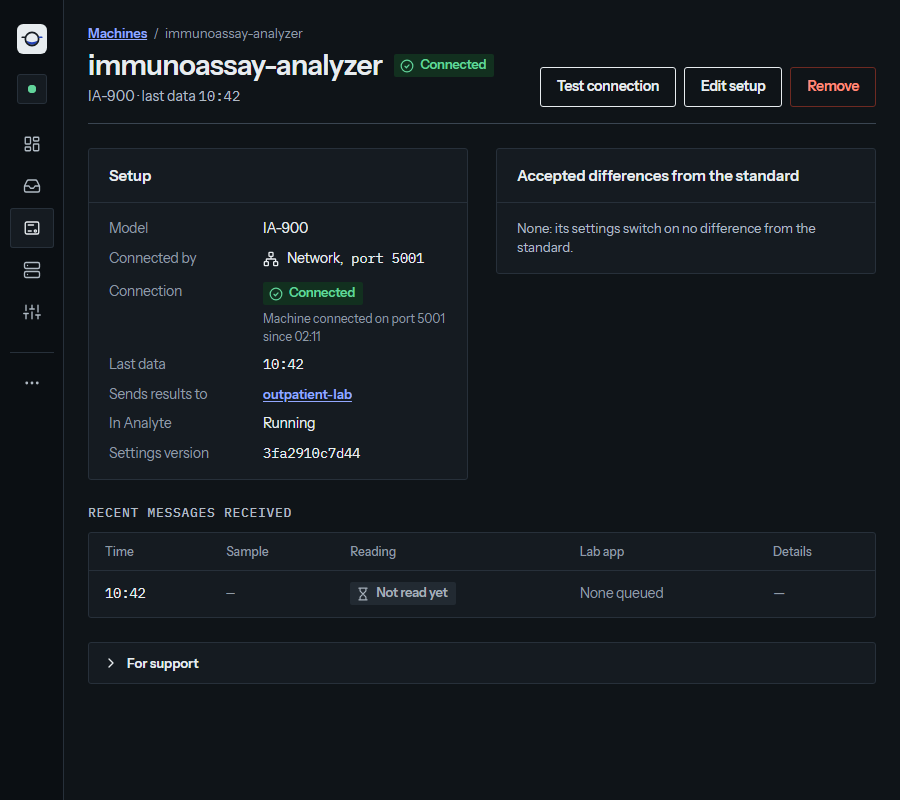 Machines / immunoassay-analyzer
immunoassay-analyzer
Connected
IA-900 · last data 10:42
Test connection
Edit setup
Remove
Setup
Model
IA-900
Connected by
Network, port 5001
Connection
Connected
Machine connected on port 5001
since 02:11
Last data
10:42
Sends results to
outpatient-lab
In Analyte
Running
Settings version
3fa2910c7d44
Accepted differences from the standard
None: its settings switch on no difference from the
standard.
RECENT MESSAGES RECEIVED
Time Sample Reading Lab app Details
10:42 — Not read yet None queued —
For support